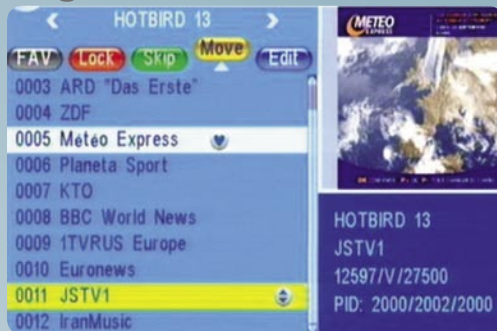 HOTBIRD 13
FAV Lock Skip Move Edit
0003 ARD "Das Erste"
0004 ZDF
0005 Météo Express
0006 Planeta Sport
0007 KTO
0008 BBC World News
0009 1TVRUS Europe
0010 Euronews
0011 JSTV1
0012 IranMusic
METEO
EXPRESS
HOTBIRD 13
JSTV1
12597/V/27500
PID: 2000/2002/2000